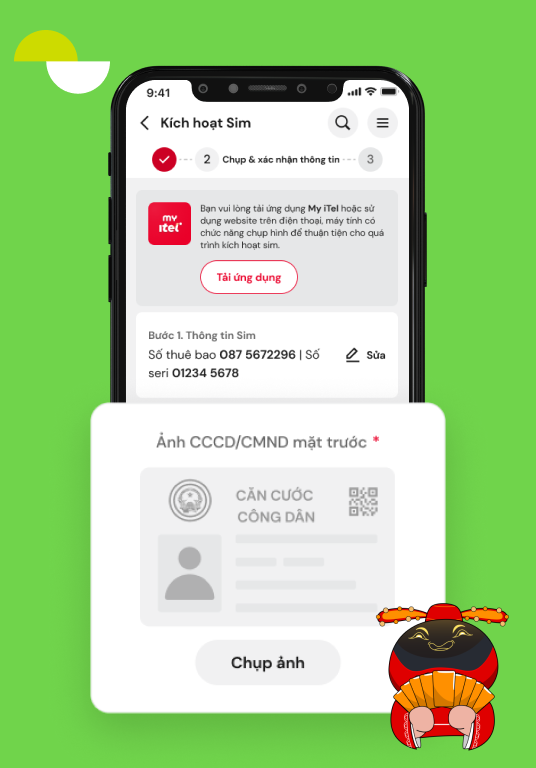 9:41
Kích hoạt Sim
2 Chụp & xác nhận thông tin 3
my
itel
Bạn vui lòng tải ứng dụng My iTel hoặc sử
dụng website trên điện thoại, máy tính có
chức năng chụp hình để thuận tiện cho quá
trình kích hoạt sim.
Tải ứng dụng
Bước 1. Thông tin Sim
Số thuê bao 087 5672296 | Số
seri 01234 5678
Sửa
Ảnh CCCD/CMND mặt trước *
CĂN CƯỚC
CÔNG DÂN
Chụp ảnh